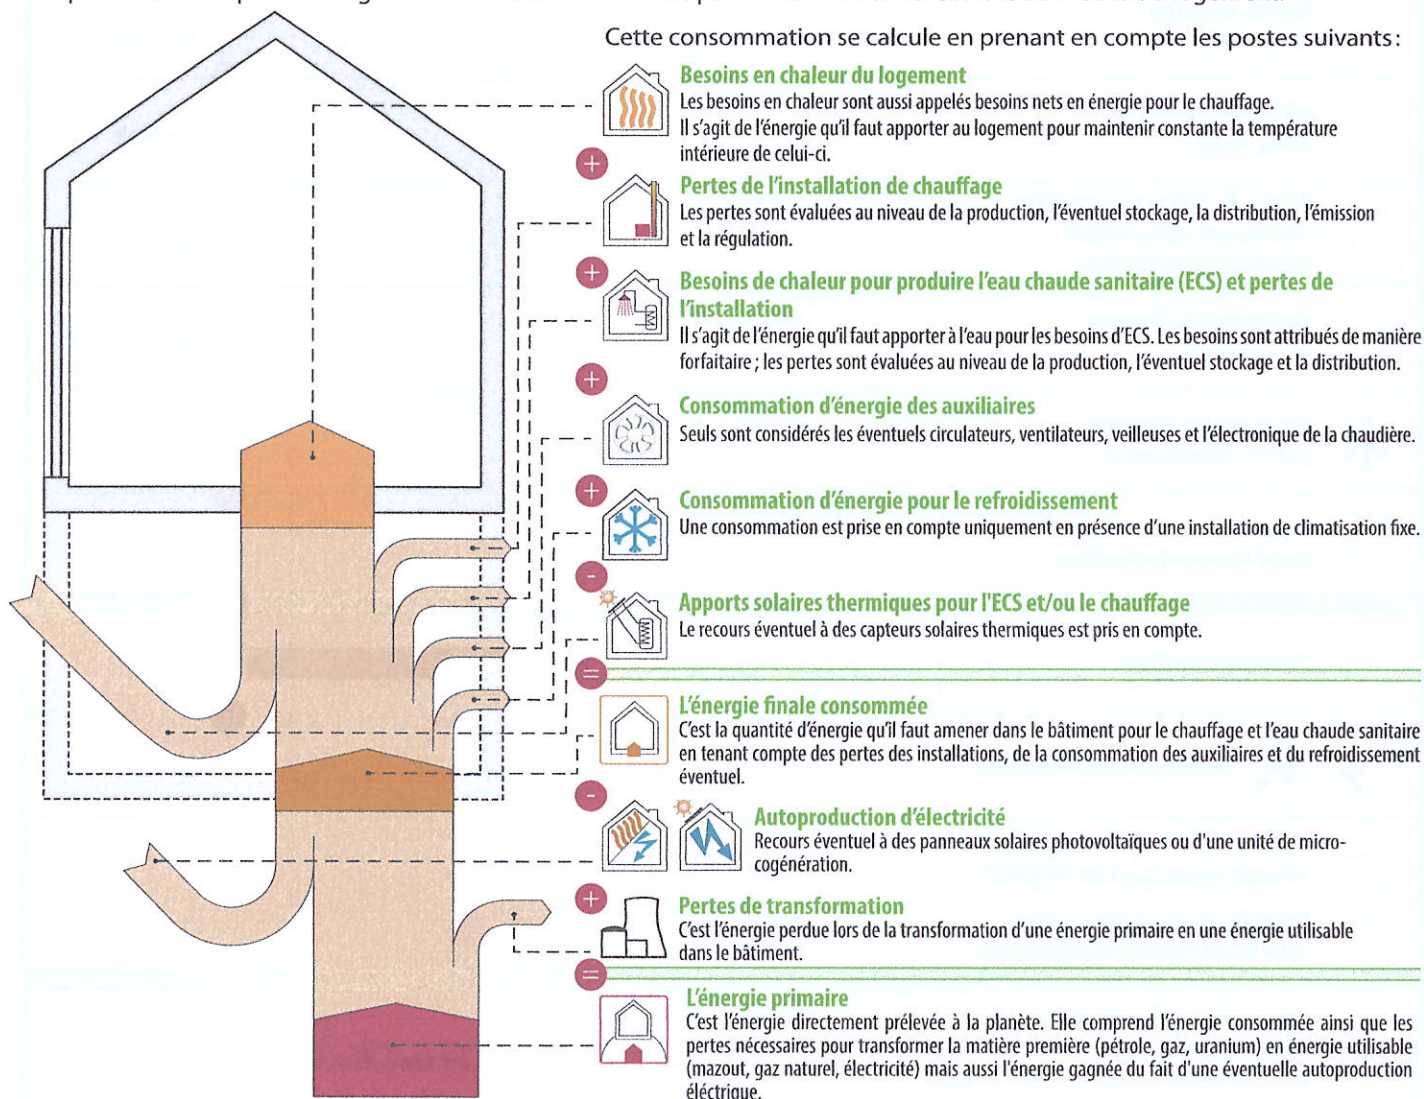 Cette consommation se calcule en prenant en compte les postes suivants :
Besoins en chaleur du logement
Les besoins en chaleur sont aussi appelés besoins nets en énergie pour le chauffage.
Il s'agit de l'énergie qu'il faut apporter au logement pour maintenir constante la température
intérieure de celui-ci.
+
Pertes de l'installation de chauffage
Les pertes sont évaluées au niveau de la production, l'éventuel stockage, la distribution, l'émission
et la régulation.
+
Besoins de chaleur pour produire l'eau chaude sanitaire (ECS) et pertes de
l'installation
Il s'agit de l'énergie qu'il faut apporter à l'eau pour les besoins d'ECS. Les besoins sont attribués de manière
forfaitaire ; les pertes sont évaluées au niveau de la production, l'éventuel stockage et la distribution.
+
Consommation d'énergie des auxiliaires
Seuls sont considérés les éventuels circulateurs, ventilateurs, veilleuses et l'électronique de la chaudière.
+
Consommation d'énergie pour le refroidissement
Une consommation est prise en compte uniquement en présence d'une installation de climatisation fixe.
-
Apports solaires thermiques pour l'ECS et/ou le chauffage
Le recours éventuel à des capteurs solaires thermiques est pris en compte.
=
L'énergie finale consommée
C'est la quantité d'énergie qu'il faut amener dans le bâtiment pour le chauffage et l'eau chaude sanitaire
en tenant compte des pertes des installations, de la consommation des auxiliaires et du refroidissement
éventuel.
-
Autoproduction d'électricité
Recours éventuel à des panneaux solaires photovoltaïques ou d'une unité de micro-
cogénération.
+
Pertes de transformation
C'est l'énergie perdue lors de la transformation d'une énergie primaire en une énergie utilisable
dans le bâtiment.
=
L'énergie primaire
C'est l'énergie directement prélevée à la planète. Elle comprend l'énergie consommée ainsi que les
pertes nécessaires pour transformer la matière première (pétrole, gaz, uranium) en énergie utilisable
(mazout, gaz naturel, électricité) mais aussi l'énergie gagnée du fait d'une éventuelle autoproduction
éléctrique.